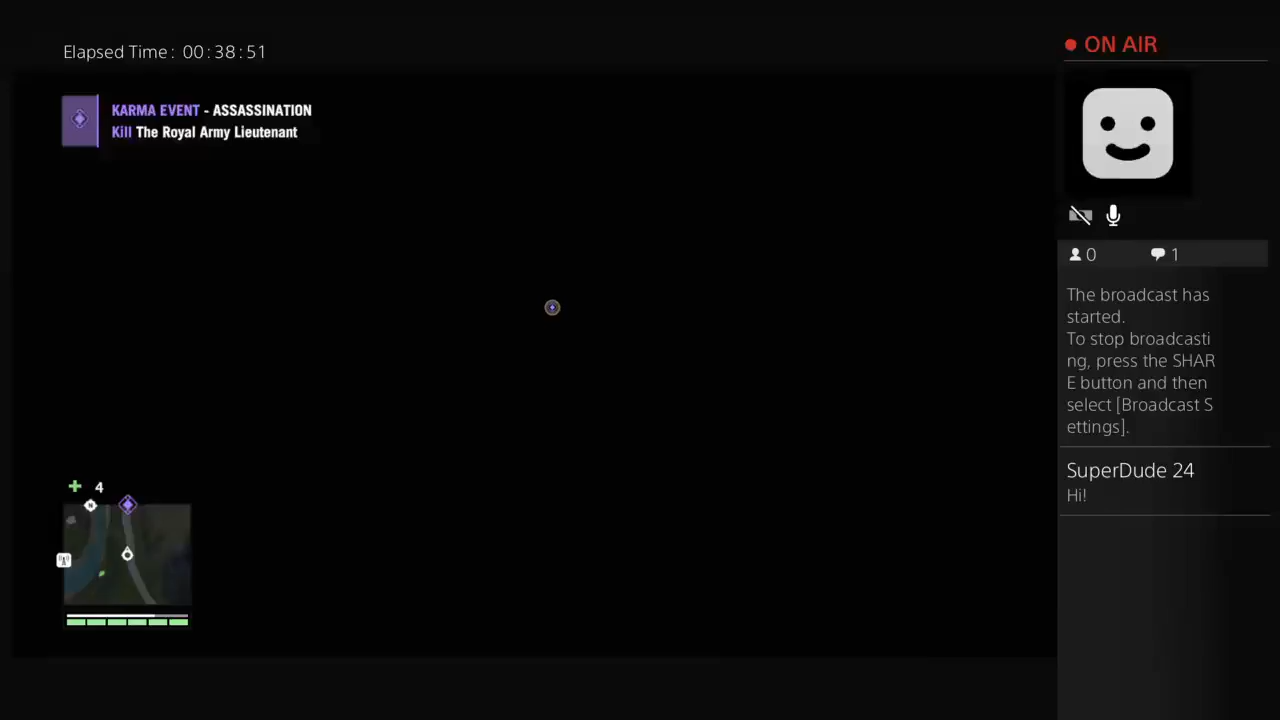 Elapsed Time: 00:38:51
ON AIR
KARMA EVENT - ASSASSINATION
Kill The Royal Army Lieutenant
0 1
The broadcast has
started.
To stop broadcasti
ng, press the SHAR
E button and then
select [Broadcast S
ettings].
SuperDude 24
Hi!
4
N